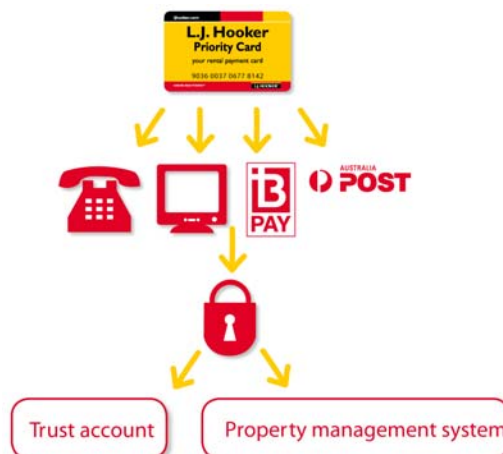 L.J. Hooker
Priority Card
your rental payment card
9036 0037 0677 8142
L.J. HOOKER
B
PAY
AUSTRALIA
POST
Trust account
Property management system